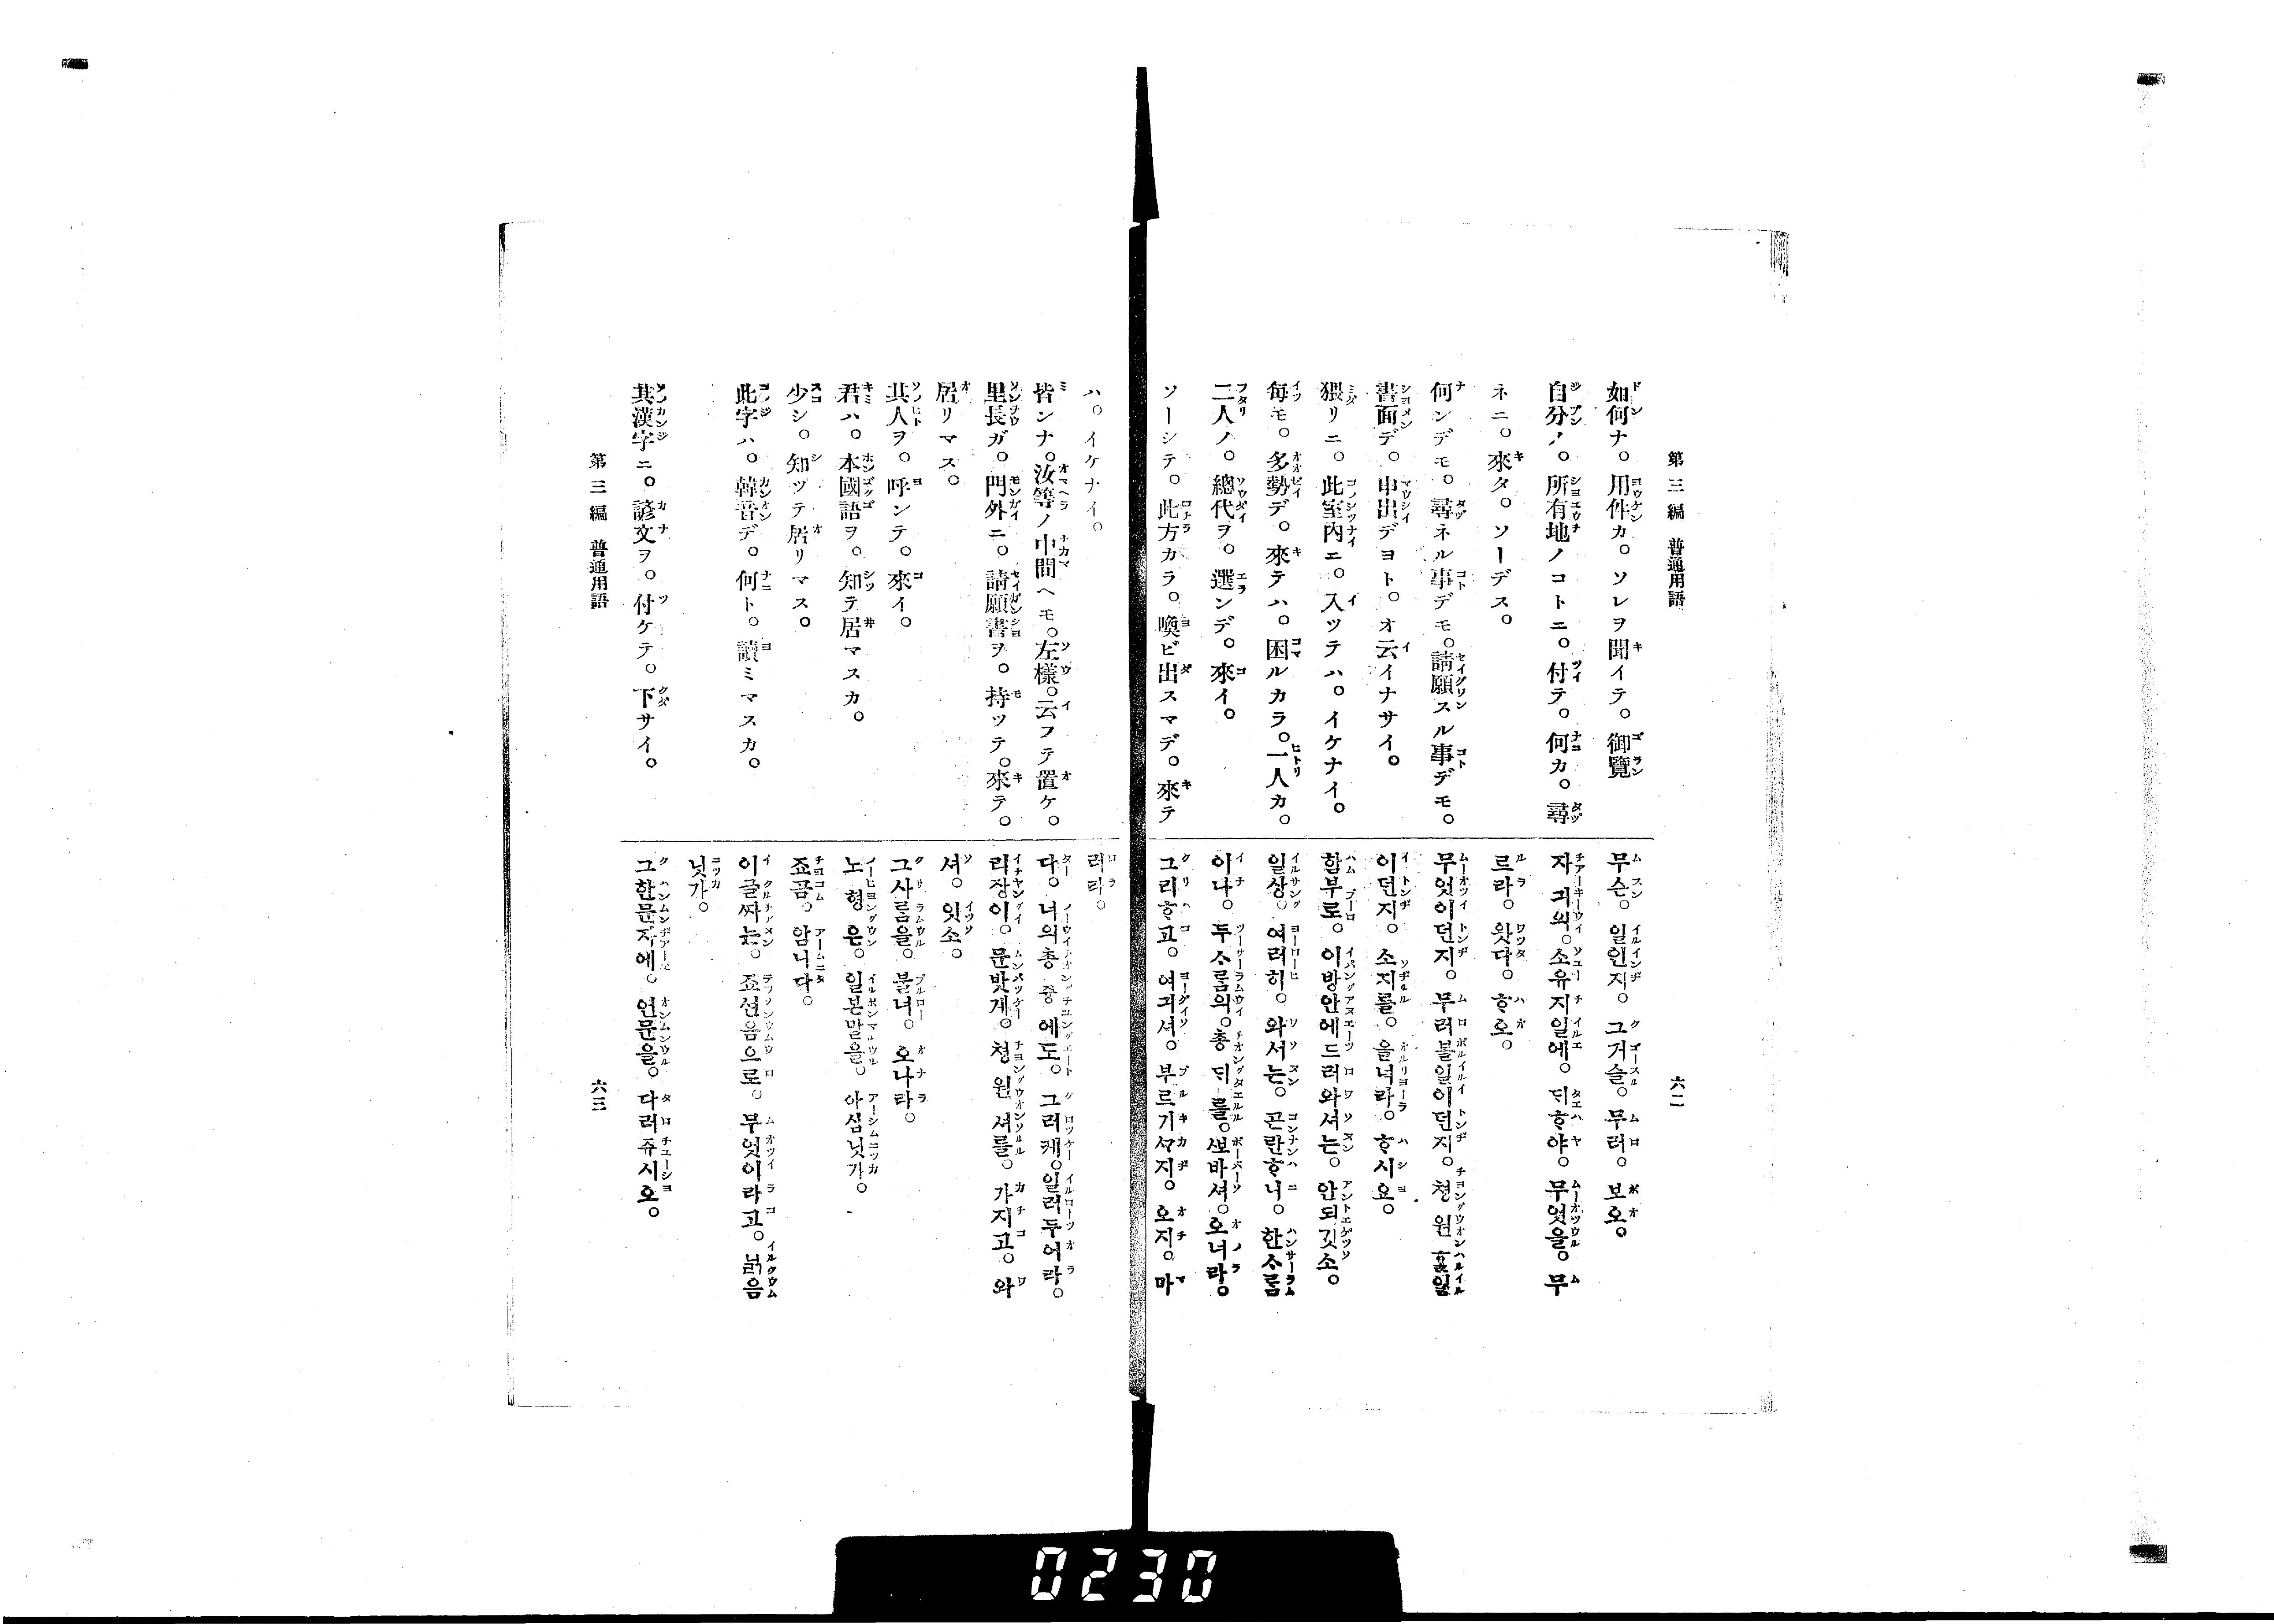 第三編 普通用語
六二
如何ナ。用件カ。ソレヲ聞イテ。御覽
自分ノ。所有地ノコトニ。付テ。何カ。尋
ネニ。來タ。ソーデス。
何ンデモ。尋ネル事デモ。請願スル事デモ。
書面デ。申出デヨト。オ云イナサイ。
猥リニ。此室內ニ。入ツテハ。イケナイ。
每モ。多勢デ。來テハ。困ルカラ。一人カ。
二人ノ。總代ヲ。選ンデ。來イ。
ソーシテ。此方カラ。喚ビ出スマデ。來テ
무슨。일인지。그거슬。무러。보오。
자긔의。소유지일에。ᄃᆡᄒᆞ야。무엇을。무
르라。왓다。ᄒᆞ오。
무엇이던지。무러볼일이던지。쳥원ᄒᆞᆯ일
이던지。소지를。올녀라。ᄒᆞ시요。
함부로。이방안에드러와셔는。안되깃소。
일상。여러히。와서는。곤란ᄒᆞ니。한ᄉᆞᄅᆞᆷ
이나。두ᄉᆞᄅᆞᆷ의。총ᄃᆡ를。ᄲᅩ바셔。오너라。
그리ᄒᆞ고。여긔셔。부르기ᄭᆞ지。오지。마
ハ。イケナイ。
皆ンナ。汝等ノ中間ヘモ。左樣。云フテ置ケ。
里長ガ。門外ニ。請願書ヲ。持ツテ。來テ。
居リマス。
其人ヲ。呼ンテ。來イ。
君ハ。本國語ヲ。知テ居マスカ。
少シ。知ツテ居リマス。
此字ハ。韓音デ。何ト。讀ミマスカ。
其漢字ニ。諺文ヲ。付ケテ。下サイ。
러라。
다。너의총중에도。그러케。일러두어라。
리장이。문밧게。쳥원셔를。가지고。와
셔。잇소。
그사ᄅᆞᆷ을。불너。오나라。
노형은。일본말을。아심닛가。
죠곰。암니다。
이글ᄶᅡ는。죠션음으로。무엇이라고。낡음
닛가。
그한문ᄌᆞ에。언문을。다러쥬시오。
第三編 普通用語
六三
0230